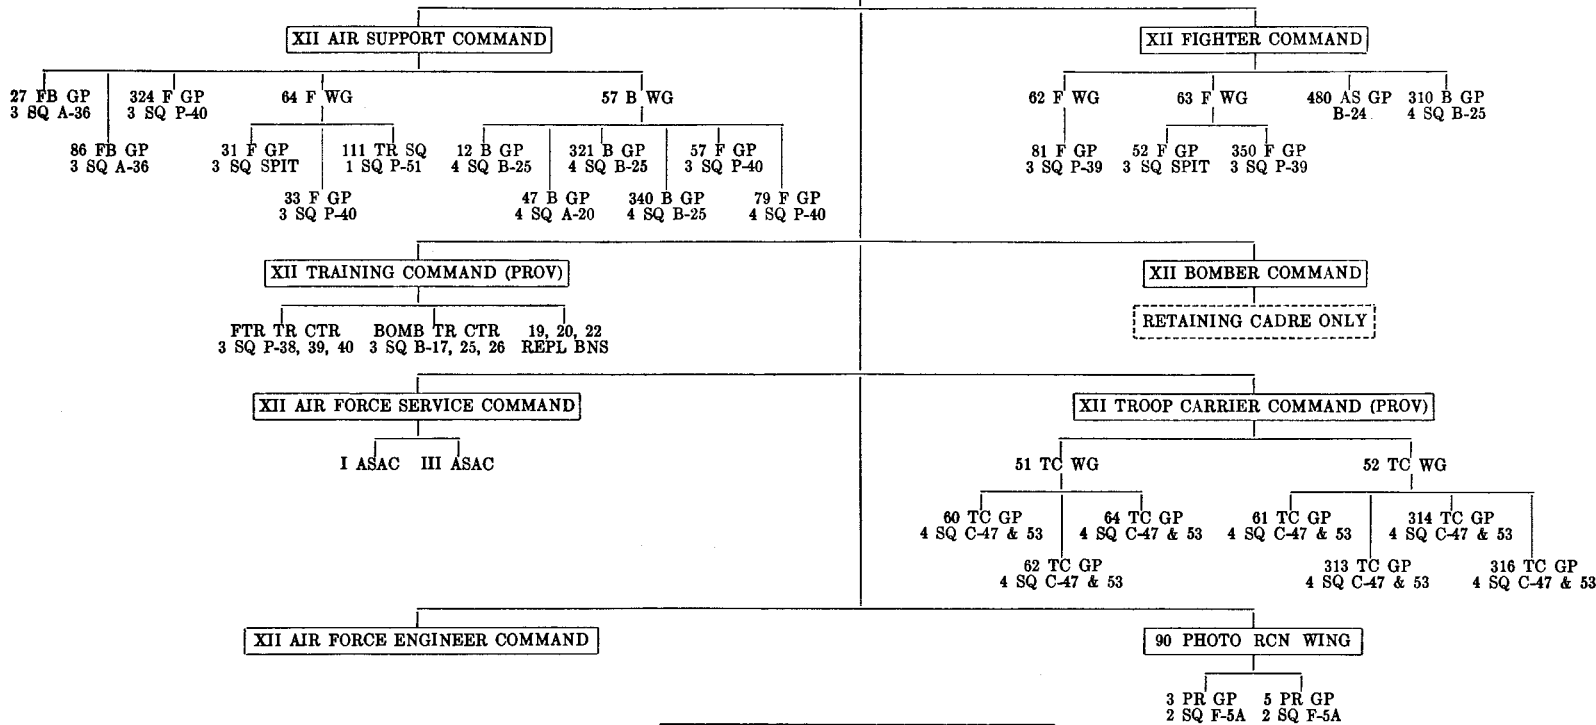 XII AIR SUPPORT COMMAND
27 FB GP
3 SQ A-36
86 FB GP
3 SQ A-36
324 F GP
3 SQ P-40
64 F WG
31 F GP
3 SQ SPIT
33 F GP
3 SQ P-40
111 TR SQ
1 SQ P-51
57 B WG
12 B GP
4 SQ B-25
47 B GP
4 SQ A-20
321 B GP
4 SQ B-25
340 B GP
4 SQ B-25
57 F GP
3 SQ P-40
79 F GP
4 SQ P-40
XII FIGHTER COMMAND
62 F WG
81 F GP
3 SQ P-39
63 F WG
52 F GP
3 SQ SPIT
350 F GP
3 SQ P-39
480 AS GP
B-24
310 B GP
4 SQ B-25
XII TRAINING COMMAND (PROV)
FTR TR CTR
3 SQ P-38, 39, 40
BOMB TR CTR
3 SQ B-17, 25, 26
19, 20, 22
REPL BNS
XII BOMBER COMMAND
RETAINING CADRE ONLY
XII AIR FORCE SERVICE COMMAND
I ASAC
III ASAC
XII TROOP CARRIER COMMAND (PROV)
51 TC WG
60 TC GP
4 SQ C-47 & 53
62 TC GP
4 SQ C-47 & 53
64 TC GP
4 SQ C-47 & 53
52 TC WG
61 TC GP
4 SQ C-47 & 53
313 TC GP
4 SQ C-47 & 53
314 TC GP
4 SQ C-47 & 53
316 TC GP
4 SQ C-47 & 53
XII AIR FORCE ENGINEER COMMAND
90 PHOTO RCN WING
3 PR GP
2 SQ F-5A
5 PR GP
2 SQ F-5A